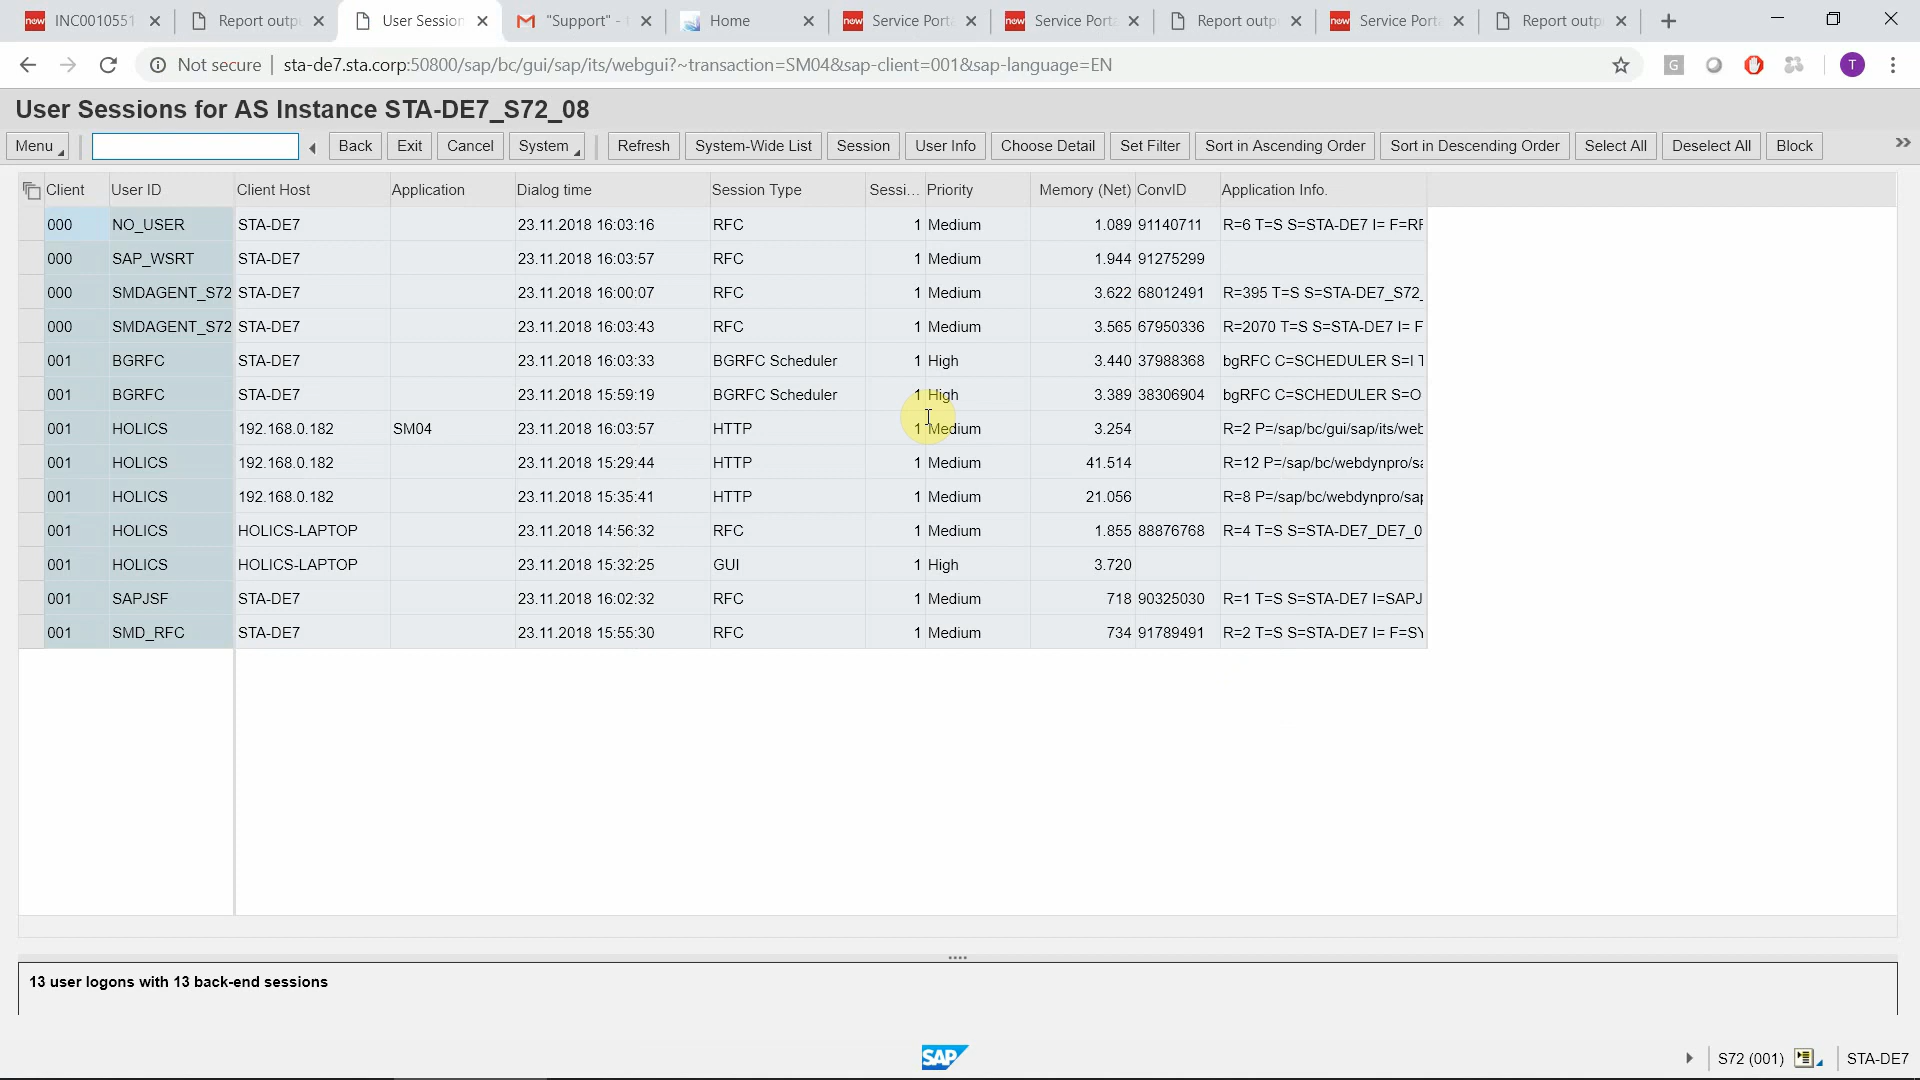 INC0010551 Report outp User Session "Support" - Home Service Porta Service Porta Report outp Service Porta Report outp
Not secure | sta-de7.sta.corp:50800/sap/bc/gui/sap/its/webgui?~transaction=SM04&sap-client=001&sap-language=EN G T
User Sessions for AS Instance STA-DE7_S72_08
Menu Back Exit Cancel System Refresh System-Wide List Session User Info Choose Detail Set Filter Sort in Ascending Order Sort in Descending Order Select All Deselect All Block
Client User ID Client Host Application Dialog time Session Type Sessi... Priority Memory (Net) ConvID Application Info.
000 NO_USER STA-DE7 23.11.2018 16:03:16 RFC 1 Medium 1.089 91140711 R=6 T=S S=STA-DE7 I= F=RF
000 SAP_WSRT STA-DE7 23.11.2018 16:03:57 RFC 1 Medium 1.944 91275299
000 SMDAGENT_S72 STA-DE7 23.11.2018 16:00:07 RFC 1 Medium 3.622 68012491 R=395 T=S S=STA-DE7_S72_
000 SMDAGENT_S72 STA-DE7 23.11.2018 16:03:43 RFC 1 Medium 3.565 67950336 R=2070 T=S S=STA-DE7 I= F
001 BGRFC STA-DE7 23.11.2018 16:03:33 BGRFC Scheduler 1 High 3.440 37988368 bgRFC C=SCHEDULER S=I T
001 BGRFC STA-DE7 23.11.2018 15:59:19 BGRFC Scheduler 1 High 3.389 38306904 bgRFC C=SCHEDULER S=O
001 HOLICS 192.168.0.182 SM04 23.11.2018 16:03:57 HTTP 1 Medium 3.254 R=2 P=/sap/bc/gui/sap/its/web
001 HOLICS 192.168.0.182 23.11.2018 15:29:44 HTTP 1 Medium 41.514 R=12 P=/sap/bc/webdynpro/sa
001 HOLICS 192.168.0.182 23.11.2018 15:35:41 HTTP 1 Medium 21.056 R=8 P=/sap/bc/webdynpro/sap
001 HOLICS HOLICS-LAPTOP 23.11.2018 14:56:32 RFC 1 Medium 1.855 88876768 R=4 T=S S=STA-DE7_DE7_0
001 HOLICS HOLICS-LAPTOP 23.11.2018 15:32:25 GUI 1 High 3.720
001 SAPJSF STA-DE7 23.11.2018 16:02:32 RFC 1 Medium 718 90325030 R=1 T=S S=STA-DE7 I=SAPJ
001 SMD_RFC STA-DE7 23.11.2018 15:55:30 RFC 1 Medium 734 91789491 R=2 T=S S=STA-DE7 I= F=SY
13 user logons with 13 back-end sessions
SAP S72 (001) STA-DE7